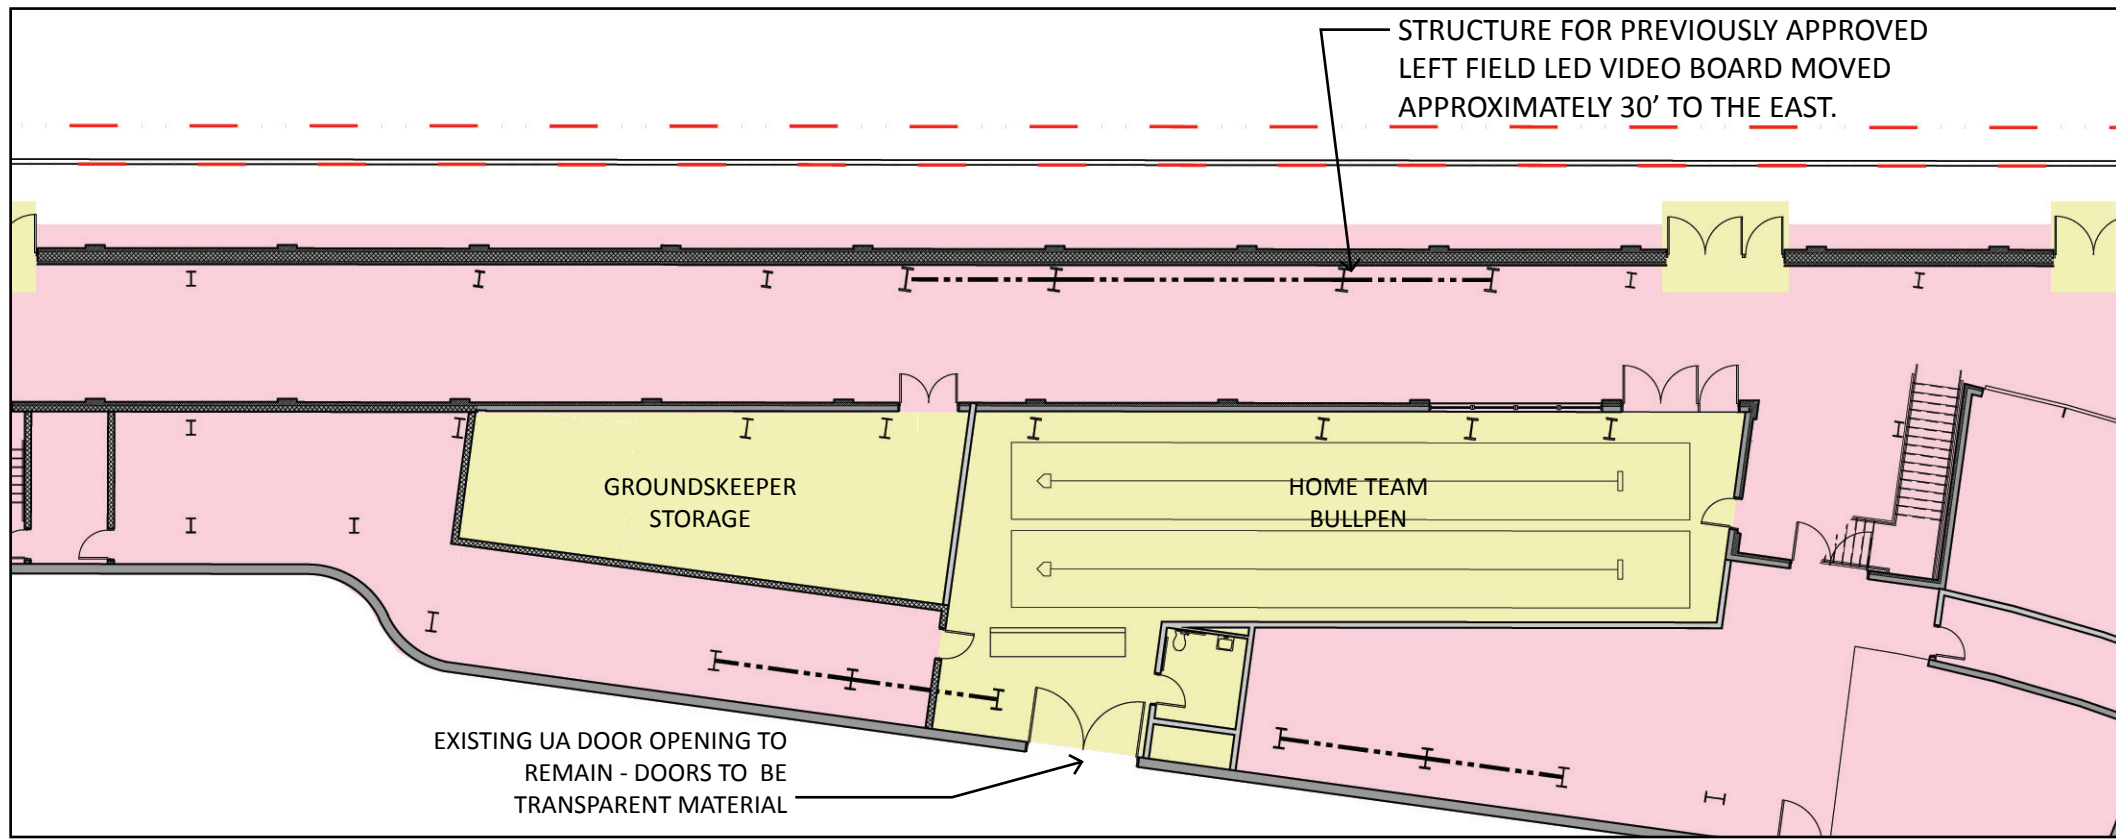 STRUCTURE FOR PREVIOUSLY APPROVED
LEFT FIELD LED VIDEO BOARD MOVED
APPROXIMATELY 30’ TO THE EAST.
GROUNDSKEEPER
STORAGE
HOME TEAM
BULLPEN
EXISTING UA DOOR OPENING TO
REMAIN - DOORS TO BE
TRANSPARENT MATERIAL